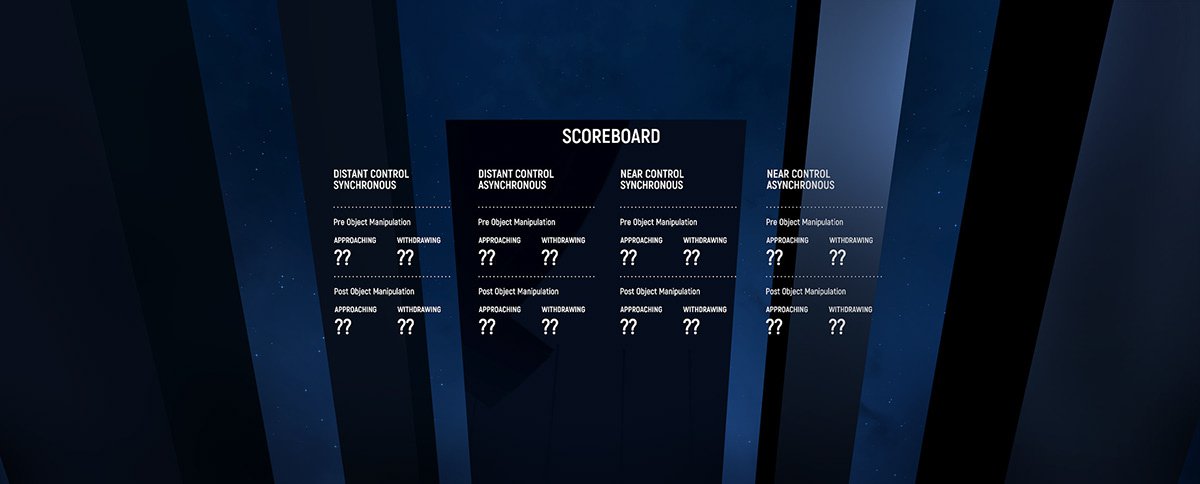 SCOREBOARD
DISTANT CONTROL
SYNCHRONOUS
Pre Object Manipulation
APPROACHING WITHDRAWING
?? ??
Post Object Manipulation
APPROACHING WITHDRAWING
?? ??
DISTANT CONTROL
ASYNCHRONOUS
Pre Object Manipulation
APPROACHING WITHDRAWING
?? ??
Post Object Manipulation
APPROACHING WITHDRAWING
?? ??
NEAR CONTROL
SYNCHRONOUS
Pre Object Manipulation
APPROACHING WITHDRAWING
?? ??
Post Object Manipulation
APPROACHING WITHDRAWING
?? ??
NEAR CONTROL
ASYNCHRONOUS
Pre Object Manipulation
APPROACHING WITHDRAWING
?? ??
Post Object Manipulation
APPROACHING WITHDRAWING
?? ??